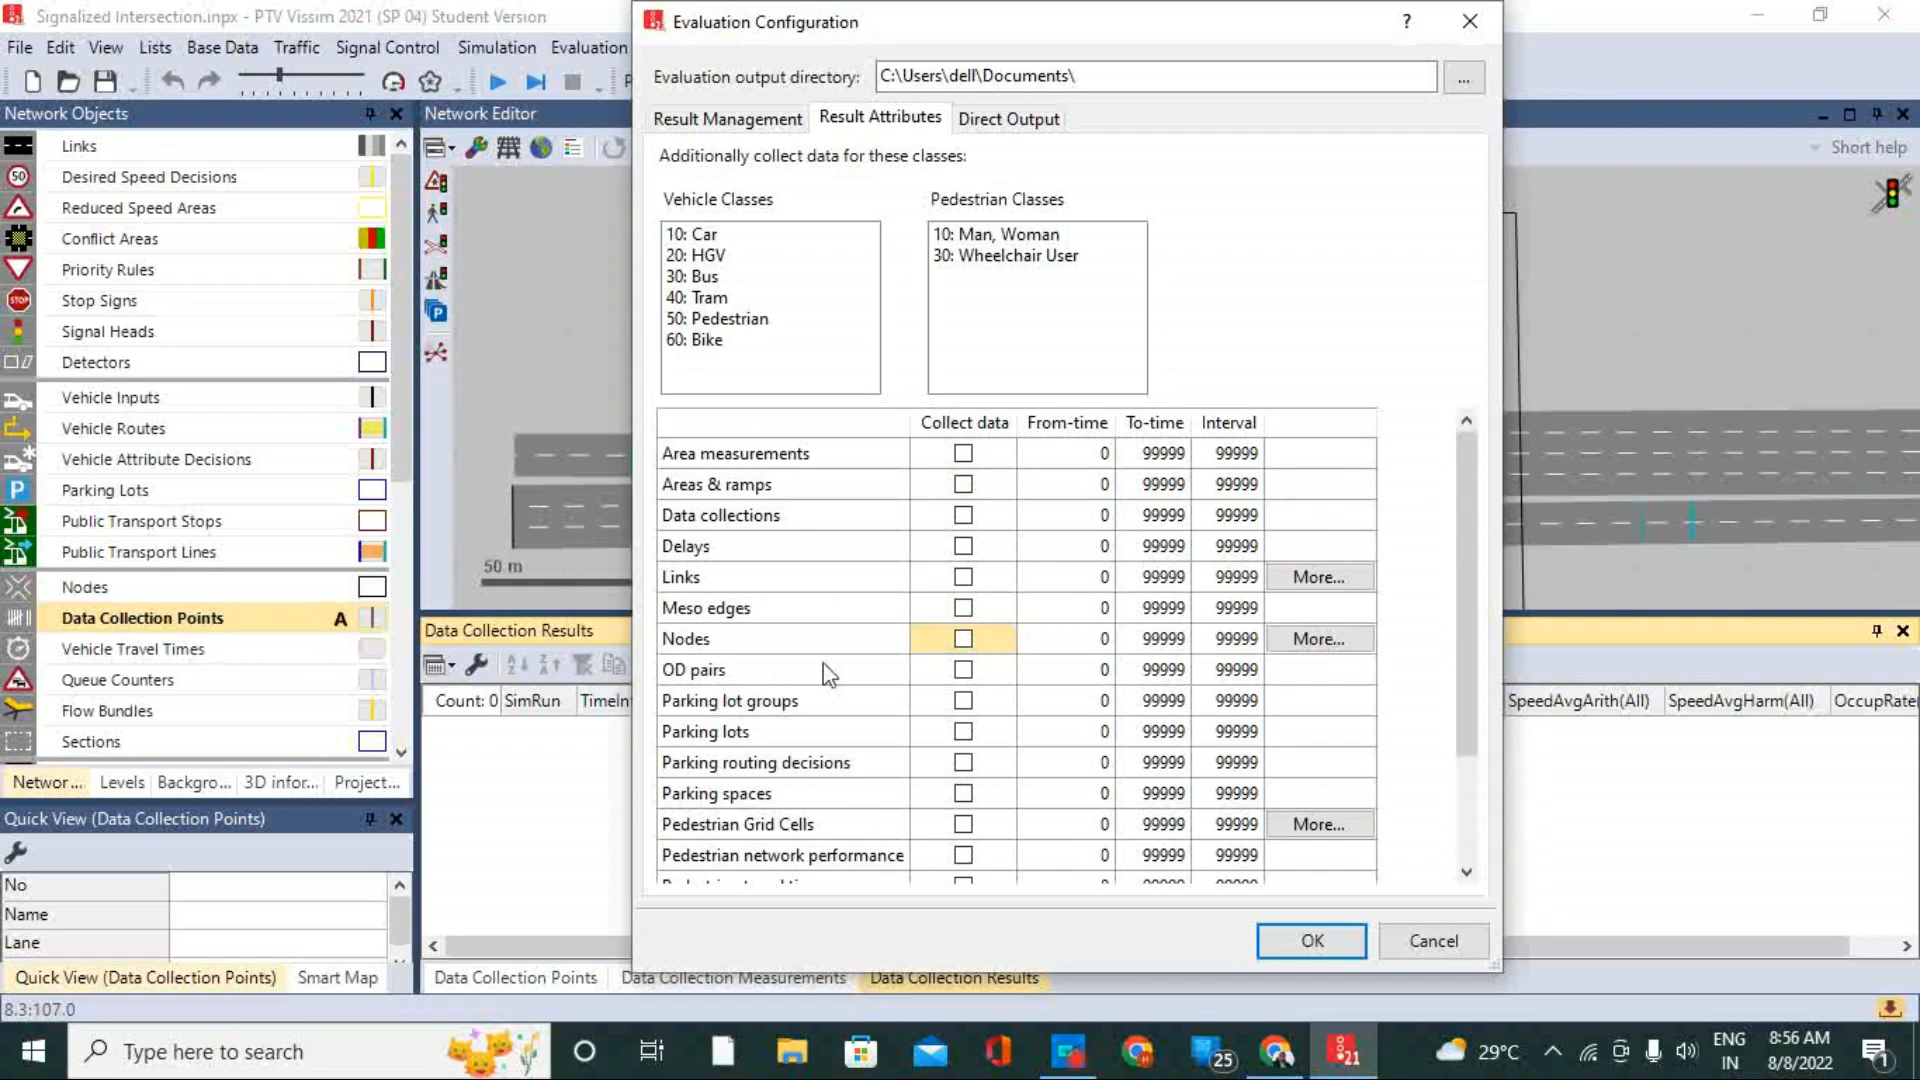 Signalized Intersection.inpx - PTV Vissim 2021 (SP 04) Student Version
File Edit View Lists Base Data Traffic Signal Control Simulation Evaluation
Network Objects
Links
50 Desired Speed Decisions
Reduced Speed Areas
Conflict Areas
Priority Rules
STOP Stop Signs
Signal Heads
Detectors
Vehicle Inputs
Vehicle Routes
Vehicle Attribute Decisions
P Parking Lots
Public Transport Stops
Public Transport Lines
Nodes
Data Collection Points A
Vehicle Travel Times
Queue Counters
Flow Bundles
Sections
Networ... Levels Backgro... 3D infor... Project...
Quick View (Data Collection Points)
No
Name
Lane
Quick View (Data Collection Points) Smart Map
8.3:107.0
Network Editor
Short help
50 m
Data Collection Results
Count: 0 SimRun TimeIn
SpeedAvgArith(All) SpeedAvgHarm(All) OccupRate
Data Collection Points Data Collection Measurements Data Collection Results
Evaluation Configuration
? 
Evaluation output directory: C:\Users\dell\Documents\ ...
Result Management Result Attributes Direct Output
Additionally collect data for these classes:
Vehicle Classes
10: Car
20: HGV
30: Bus
40: Tram
50: Pedestrian
60: Bike
Pedestrian Classes
10: Man, Woman
30: Wheelchair User
Collect data From-time To-time Interval
Area measurements 0 99999 99999
Areas & ramps 0 99999 99999
Data collections 0 99999 99999
Delays 0 99999 99999
Links 0 99999 99999 More...
Meso edges 0 99999 99999
Nodes 0 99999 99999 More...
OD pairs 0 99999 99999
Parking lot groups 0 99999 99999
Parking lots 0 99999 99999
Parking routing decisions 0 99999 99999
Parking spaces 0 99999 99999
Pedestrian Grid Cells 0 99999 99999 More...
Pedestrian network performance 0 99999 99999
OK Cancel
Type here to search
25
21
29°C
ENG
IN
8:56 AM
8/8/2022
1